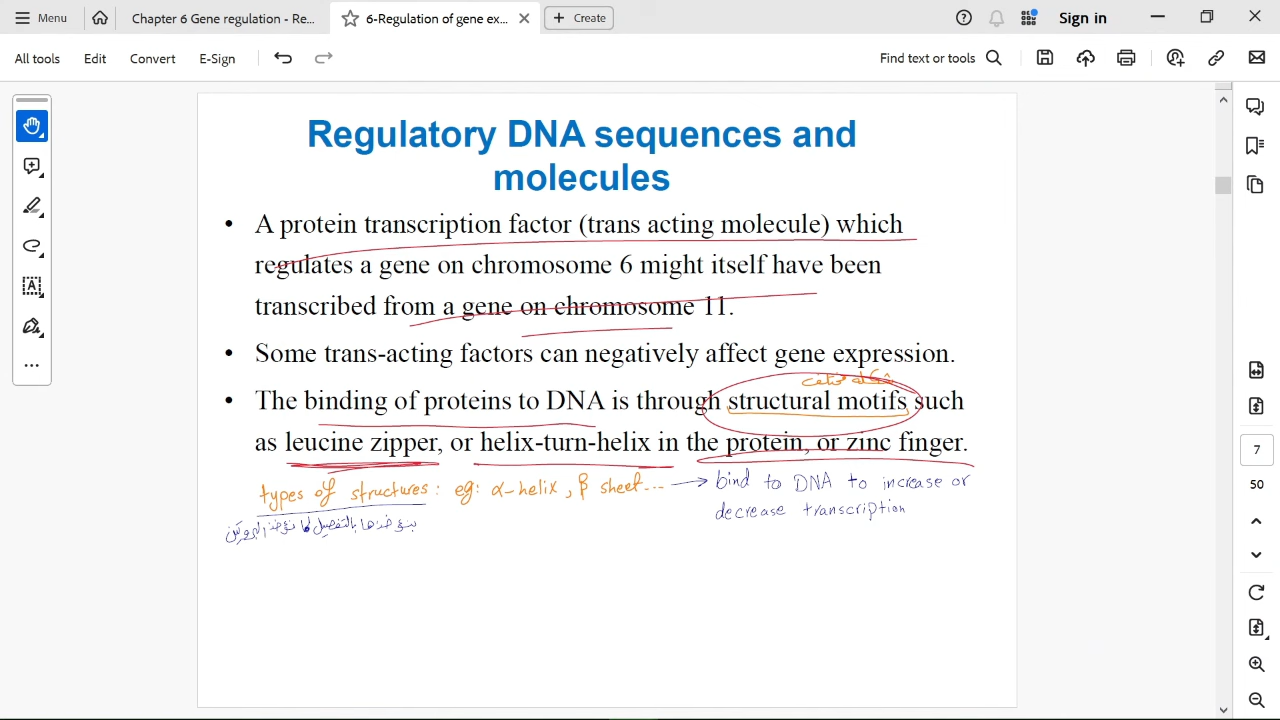 Menu
Chapter 6 Gene regulation - Re...
6-Regulation of gene ex...
Create
Sign in
All tools
Edit
Convert
E-Sign
Find text or tools
Regulatory DNA sequences and
molecules
• A protein transcription factor (trans acting molecule) which
regulates a gene on chromosome 6 might itself have been
transcribed from a gene on chromosome 11.
• Some trans-acting factors can negatively affect gene expression.
• The binding of proteins to DNA is through structural motifs such
as leucine zipper, or helix-turn-helix in the protein, or zinc finger.
types of structures: eg: α-helix, β sheet... → bind to DNA to increase or
decrease transcription
بالتفصيل لما
7
50